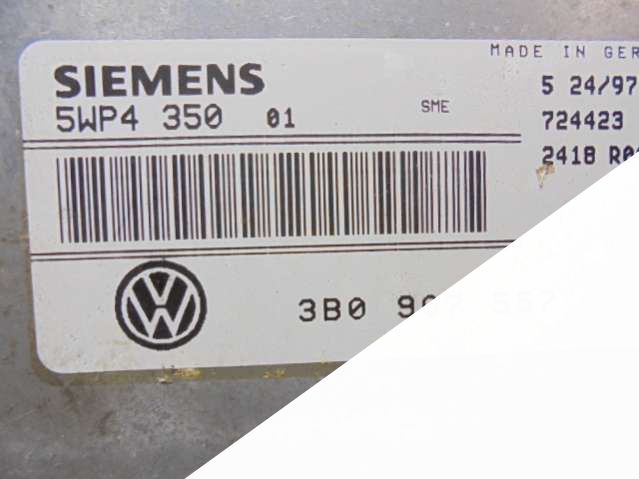 MADE IN GER
SIEMENS 5 24/97
5WP4 350 01 SME 724423
2418
3B0